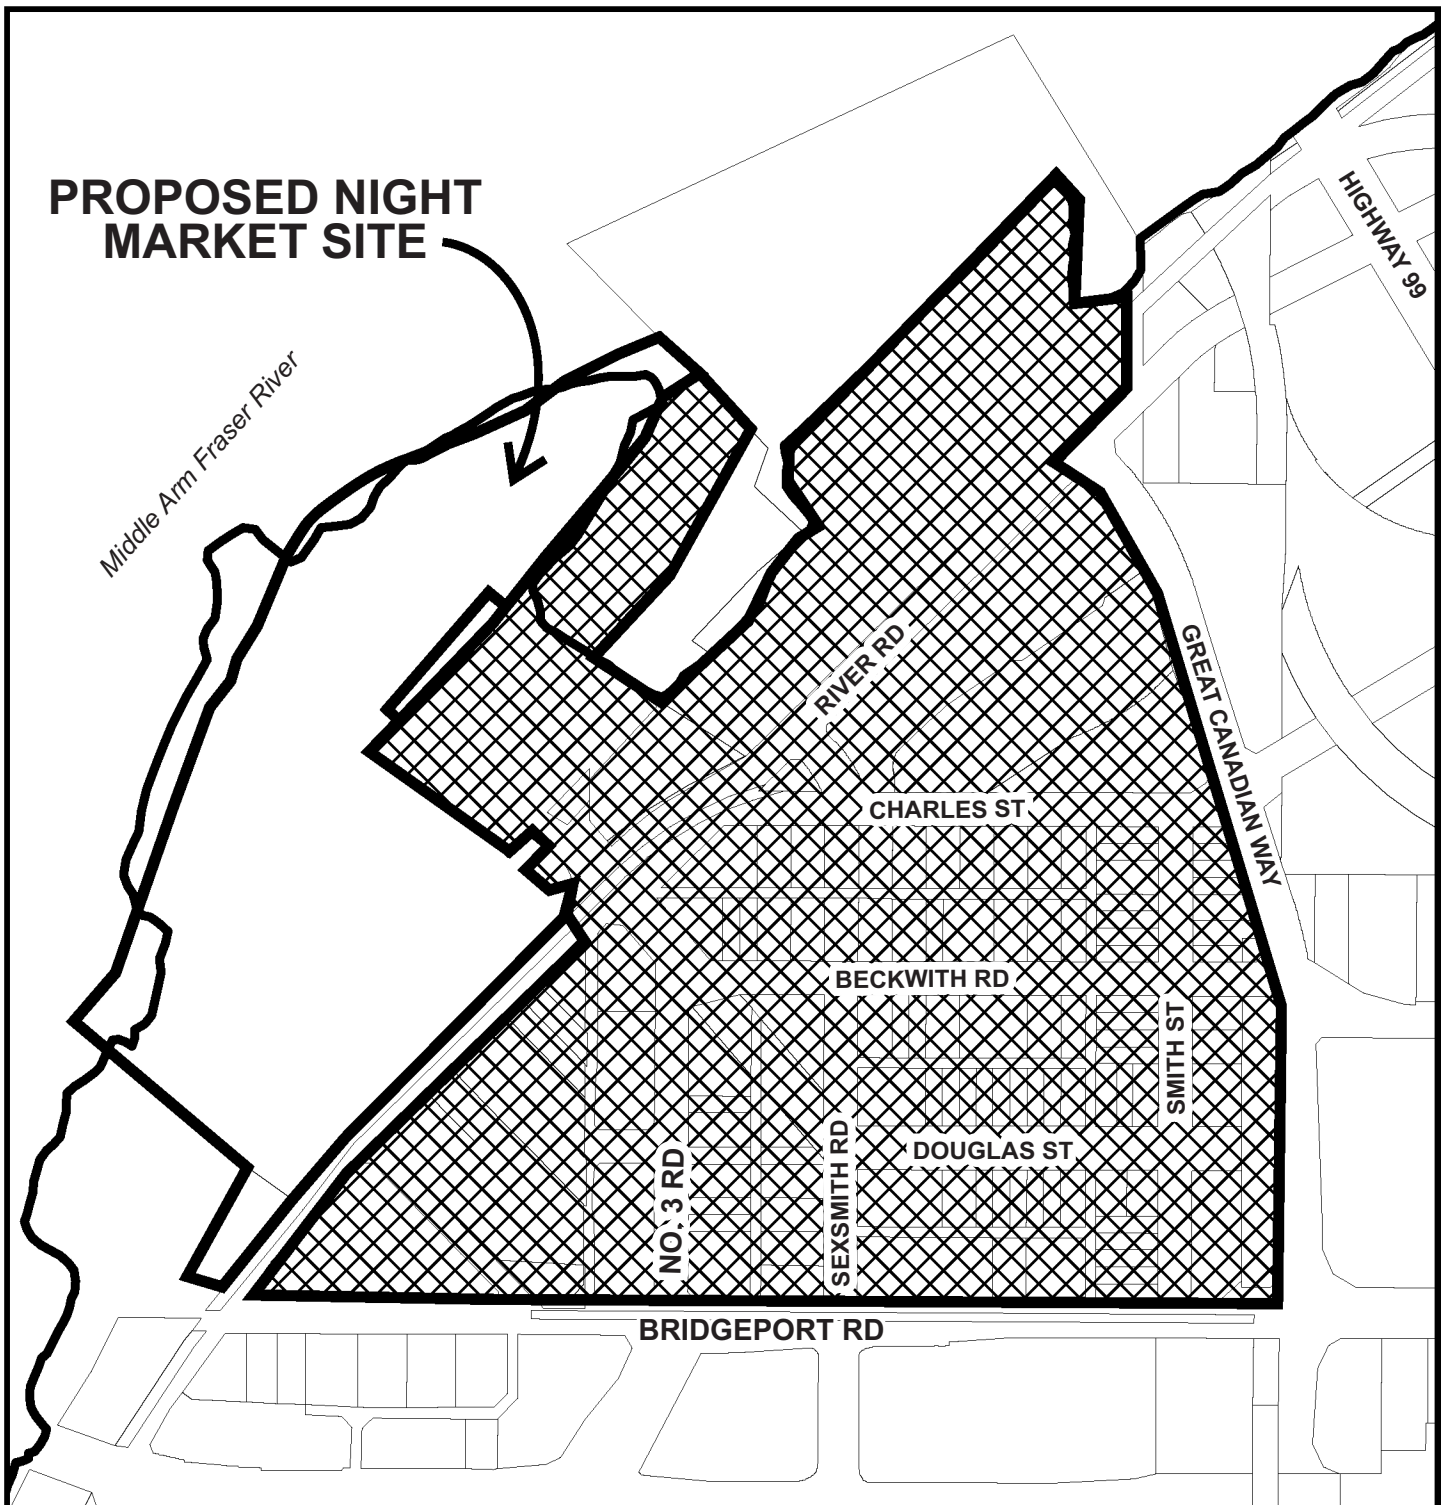 PROPOSED NIGHT
MARKET SITE
HIGHWAY 99
Middle Arm Fraser River
RIVER RD
GREAT CANADIAN WAY
CHARLES ST
BECKWITH RD
SMITH ST
DOUGLAS ST
NO. 3 RD
SEXSMITH RD
BRIDGEPORT RD